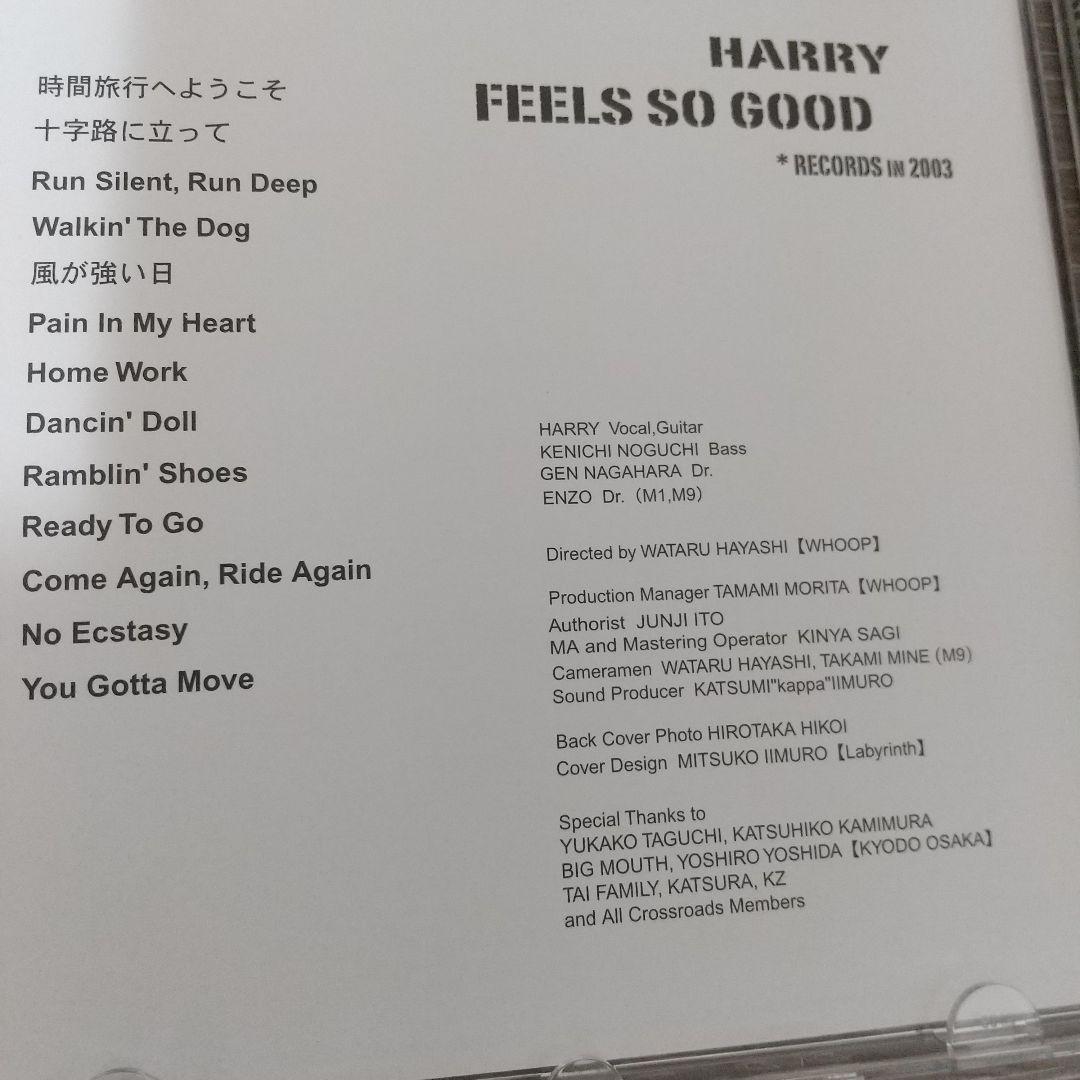 時間旅行へようこそ
十字路に立って
Run Silent, Run Deep
Walkin' The Dog
風が強い日
Pain In My Heart
Home Work
Dancin' Doll
Ramblin' Shoes
Ready To Go
Come Again, Ride Again
No Ecstasy
You Gotta Move
HARRY
FEELS SO GOOD
* RECORDS IN 2003
HARRY Vocal,Guitar
KENICHI NOGUCHI Bass
GEN NAGAHARA Dr.
ENZO Dr.（M1,M9）
Directed by WATARU HAYASHI【WHOOP】
Production Manager TAMAMI MORITA【WHOOP】
Authorist JUNJI ITO
MA and Mastering Operator KINYA SAGI
Cameramen WATARU HAYASHI, TAKAMI MINE (M9)
Sound Producer KATSUMI"kappa"IIMURO
Back Cover Photo HIROTAKA HIKOI
Cover Design MITSUKO IIMURO【Labyrinth】
Special Thanks to
YUKAKO TAGUCHI, KATSUHIKO KAMIMURA
BIG MOUTH, YOSHIRO YOSHIDA【KYODO OSAKA】
TAI FAMILY, KATSURA, KZ
and All Crossroads Members